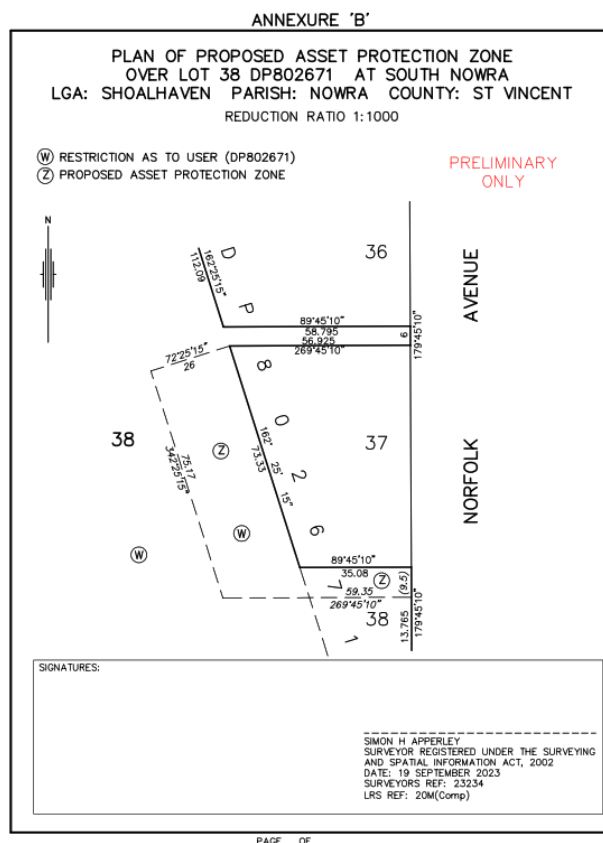 ANNEXURE 'B'
PLAN OF PROPOSED ASSET PROTECTION ZONE
OVER LOT 38 DP802671 AT SOUTH NOWRA
LGA: SHOALHAVEN PARISH: NOWRA COUNTY: ST VINCENT
REDUCTION RATIO 1:1000
W RESTRICTION AS TO USER (DP802671)
Z PROPOSED ASSET PROTECTION ZONE
PRELIMINARY
ONLY
N
162°25'15"
112.09
D P 8 0 2 6 7 1
36
AVENUE
89°45'10"
58.795
56.925
269°45'10"
6
179°45'10"
72°25'15"
26
38
75.17
342°25'15"
Z
162°
25'
15"
73.33
37
NORFOLK
W
W
89°45'10"
35.08
Z
(9.5)
59.35
269°45'10"
38
13.765
179°45'10"
SIGNATURES:
SIMON H APPERLEY
SURVEYOR REGISTERED UNDER THE SURVEYING
AND SPATIAL INFORMATION ACT, 2002
DATE: 19 SEPTEMBER 2023
SURVEYORS REF: 23234
LRS REF: 20M(Comp)
PAGE OF